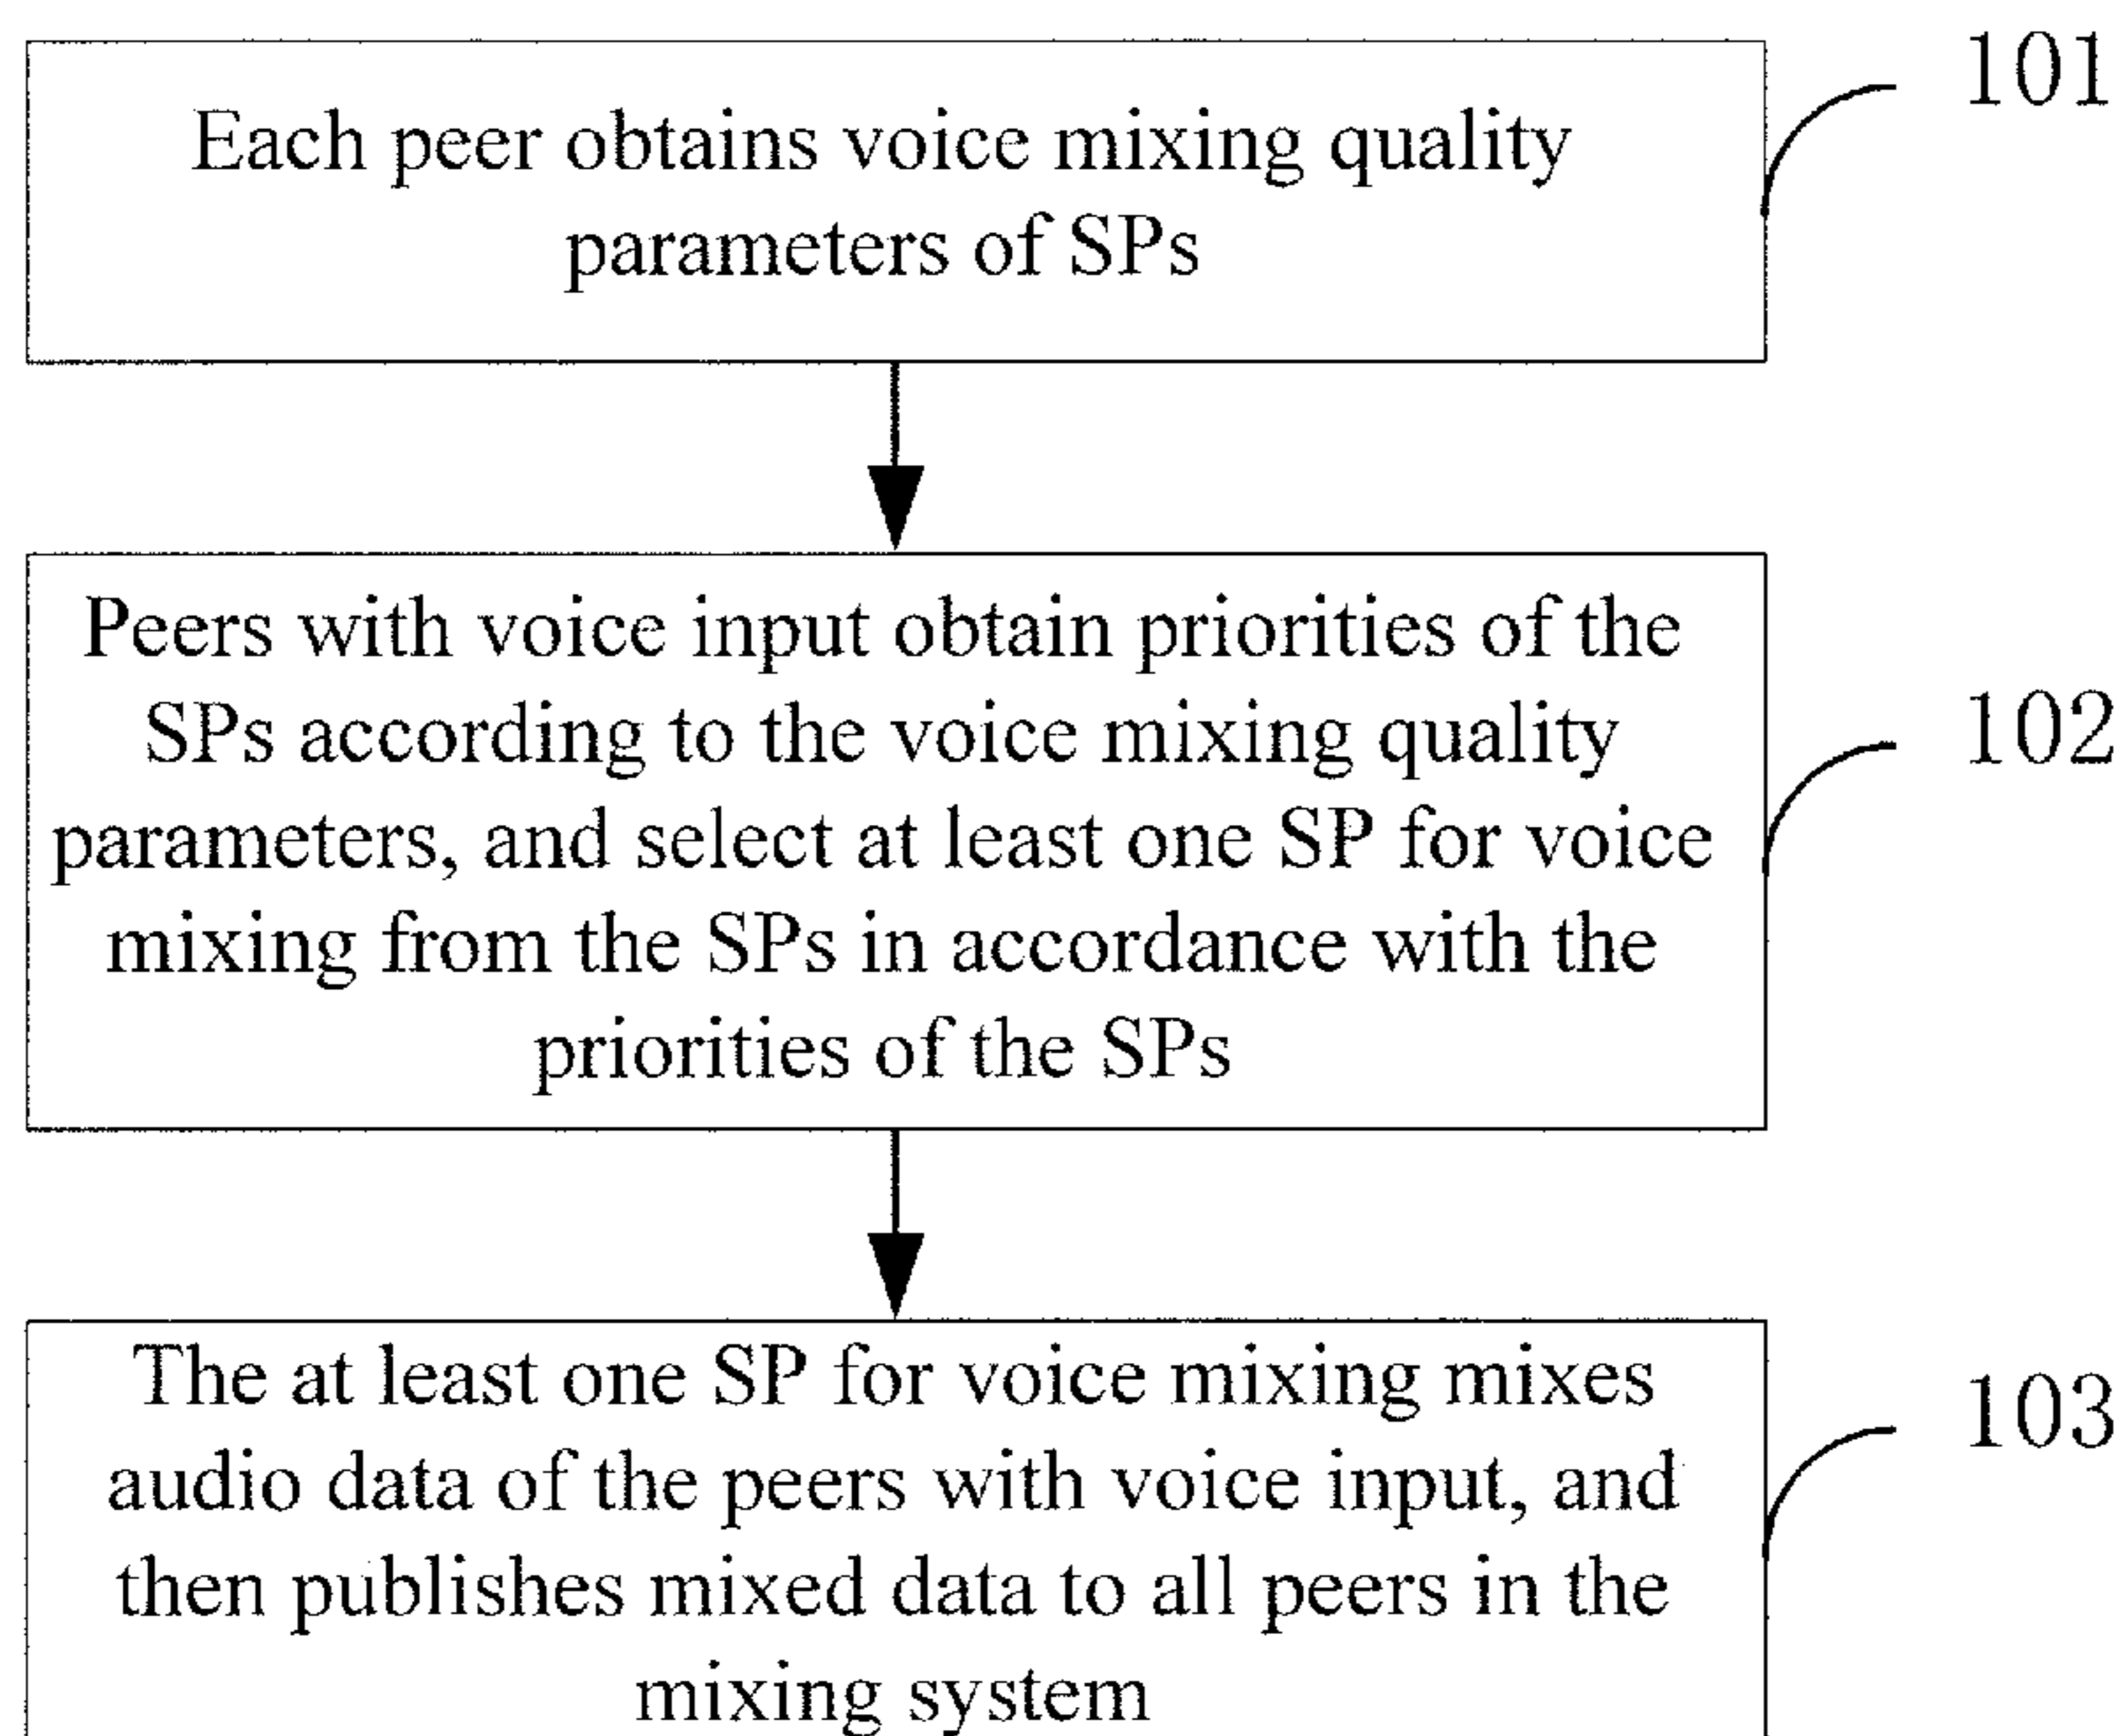 Each peer obtains voice mixing quality
parameters of SPs
101
Peers with voice input obtain priorities of the
SPs according to the voice mixing quality
parameters, and select at least one SP for voice
mixing from the SPs in accordance with the
priorities of the SPs
102
The at least one SP for voice mixing mixes
audio data of the peers with voice input, and
then publishes mixed data to all peers in the
mixing system
103